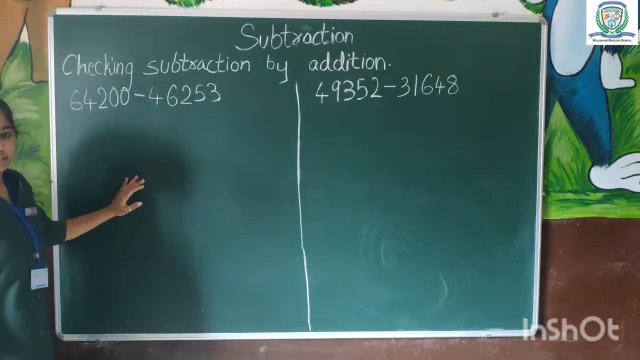 Subtraction
Checking subtraction by addition.
64200-46253
49352-31648
InShOt